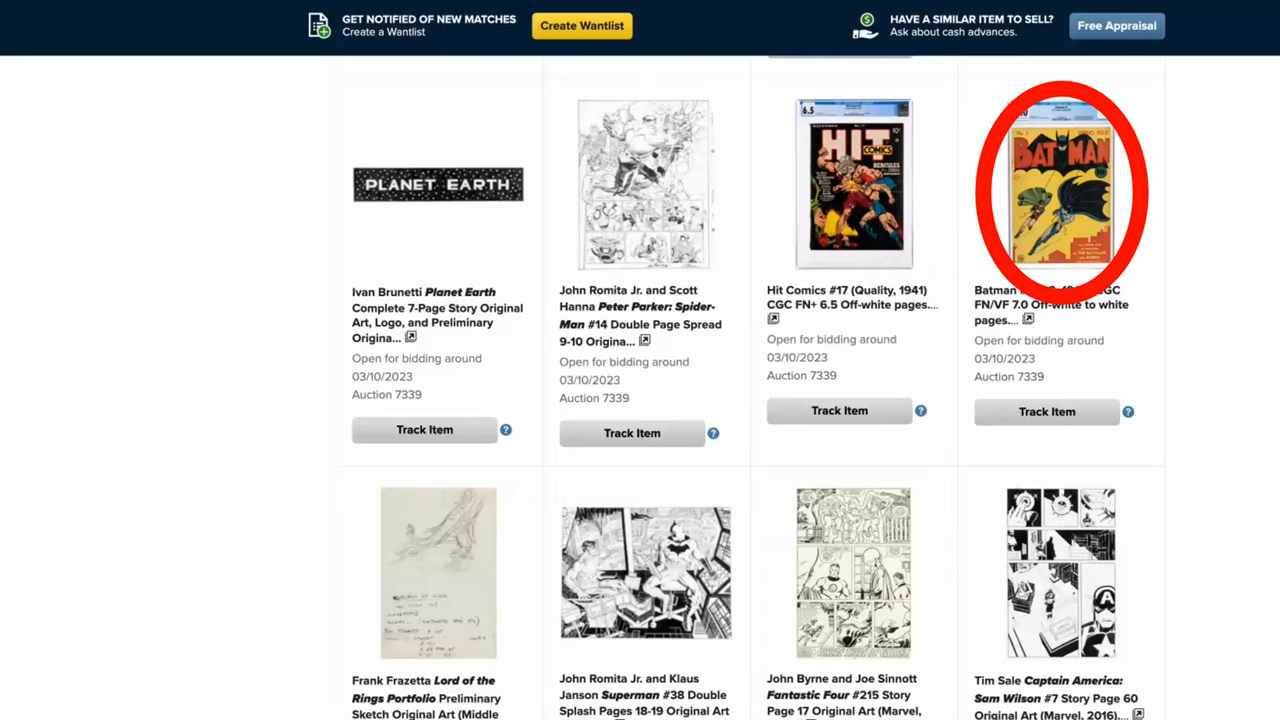 GET NOTIFIED OF NEW MATCHES
Create a Wantlist
Create Wantlist
HAVE A SIMILAR ITEM TO SELL?
Ask about cash advances.
Free Appraisal
PLANET EARTH
6.5
HIT
COMICS
HERCULES
BATMAN
Ivan Brunetti Planet Earth
Complete 7-Page Story Original
Art, Logo, and Preliminary
Origina...
Open for bidding around
03/10/2023
Auction 7339
Track Item
John Romita Jr. and Scott
Hanna Peter Parker: Spider-
Man #14 Double Page Spread
9-10 Origina...
Open for bidding around
03/10/2023
Auction 7339
Track Item
Hit Comics #17 (Quality, 1941)
CGC FN+ 6.5 Off-white pages....
Open for bidding around
03/10/2023
Auction 7339
Track Item
Batman
FN/VF 7.0 Off-white to white
pages....
Open for bidding around
03/10/2023
Auction 7339
Track Item
Frank Frazetta Lord of the
Rings Portfolio Preliminary
Sketch Original Art (Middle
John Romita Jr. and Klaus
Janson Superman #38 Double
Splash Pages 18-19 Original Art
John Byrne and Joe Sinnott
Fantastic Four #215 Story
Page 17 Original Art (Marvel,
Tim Sale Captain America:
Sam Wilson #7 Story Page 60
Original Art (Marvel, 2016)....